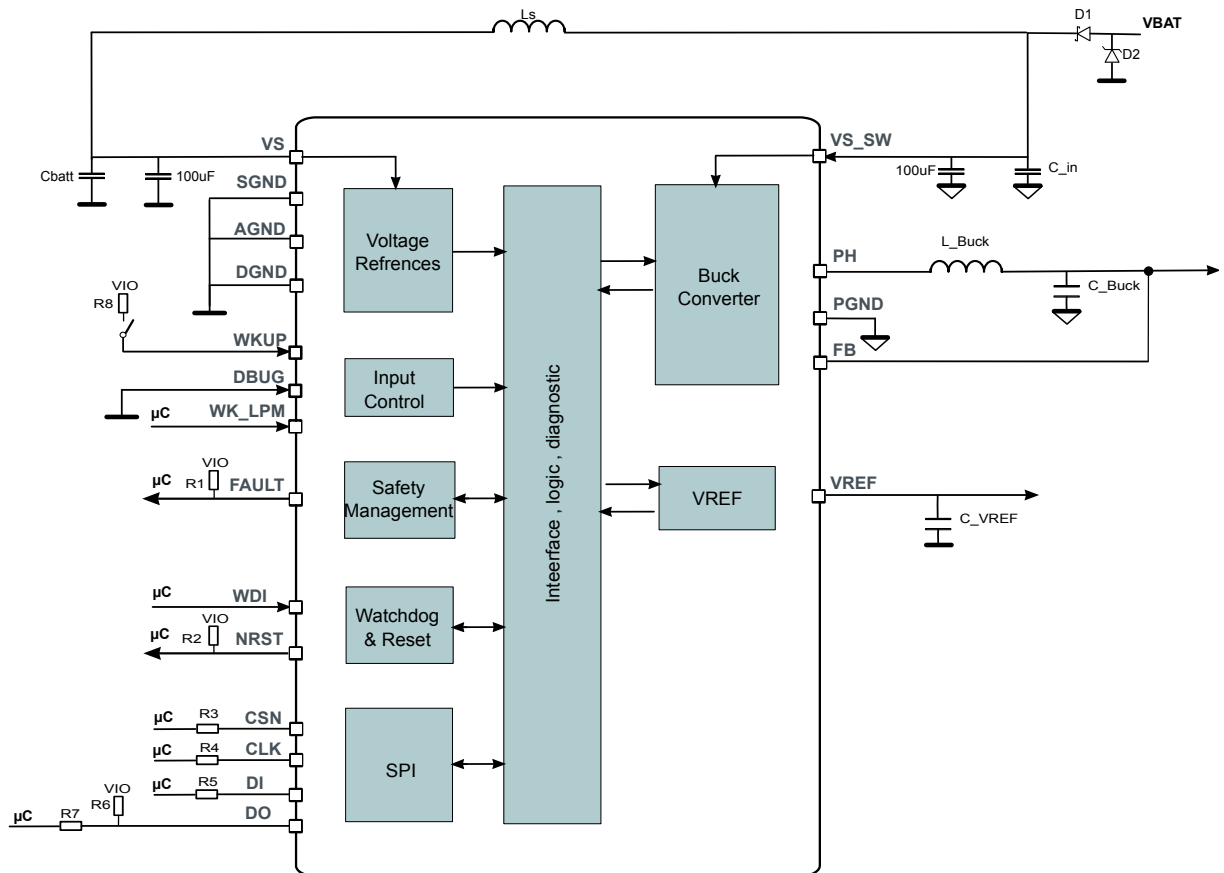 Ls
D1
VBAT
D2
VS
VS_SW
Cbatt
100uF
100uF
C_in
SGND
AGND
DGND
Voltage
Refrences
Buck
Converter
PH
L_Buck
C_Buck
PGND
FB
VIO
R8
WKUP
DBUG
µC
WK_LPM
Input
Control
Inteerface , logic , diagnostic
VIO
R1
µC
FAULT
Safety
Management
VREF
VREF
C_VREF
µC
WDI
VIO
R2
µC
NRST
Watchdog
& Reset
µC
R3
CSN
µC
R4
CLK
µC
R5
DI
VIO
R6
µC
R7
DO
SPI